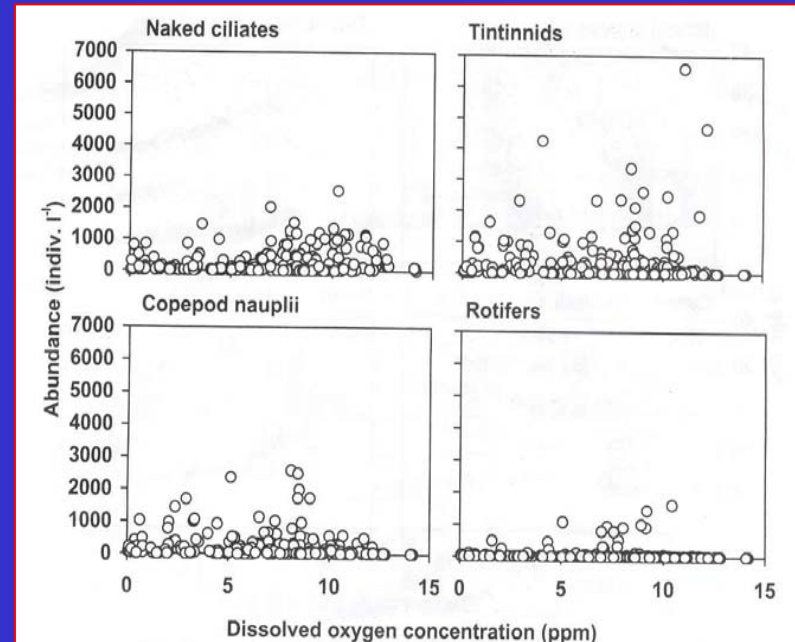 Naked ciliates
Tintinnids
7000
6000
5000
4000
3000
2000
1000
0
Copepod nauplii
Rotifers
7000
6000
5000
4000
3000
2000
1000
0
Abundance (indiv. l⁻¹)
0 5 10 15 0 5 10 15
Dissolved oxygen concentration (ppm)